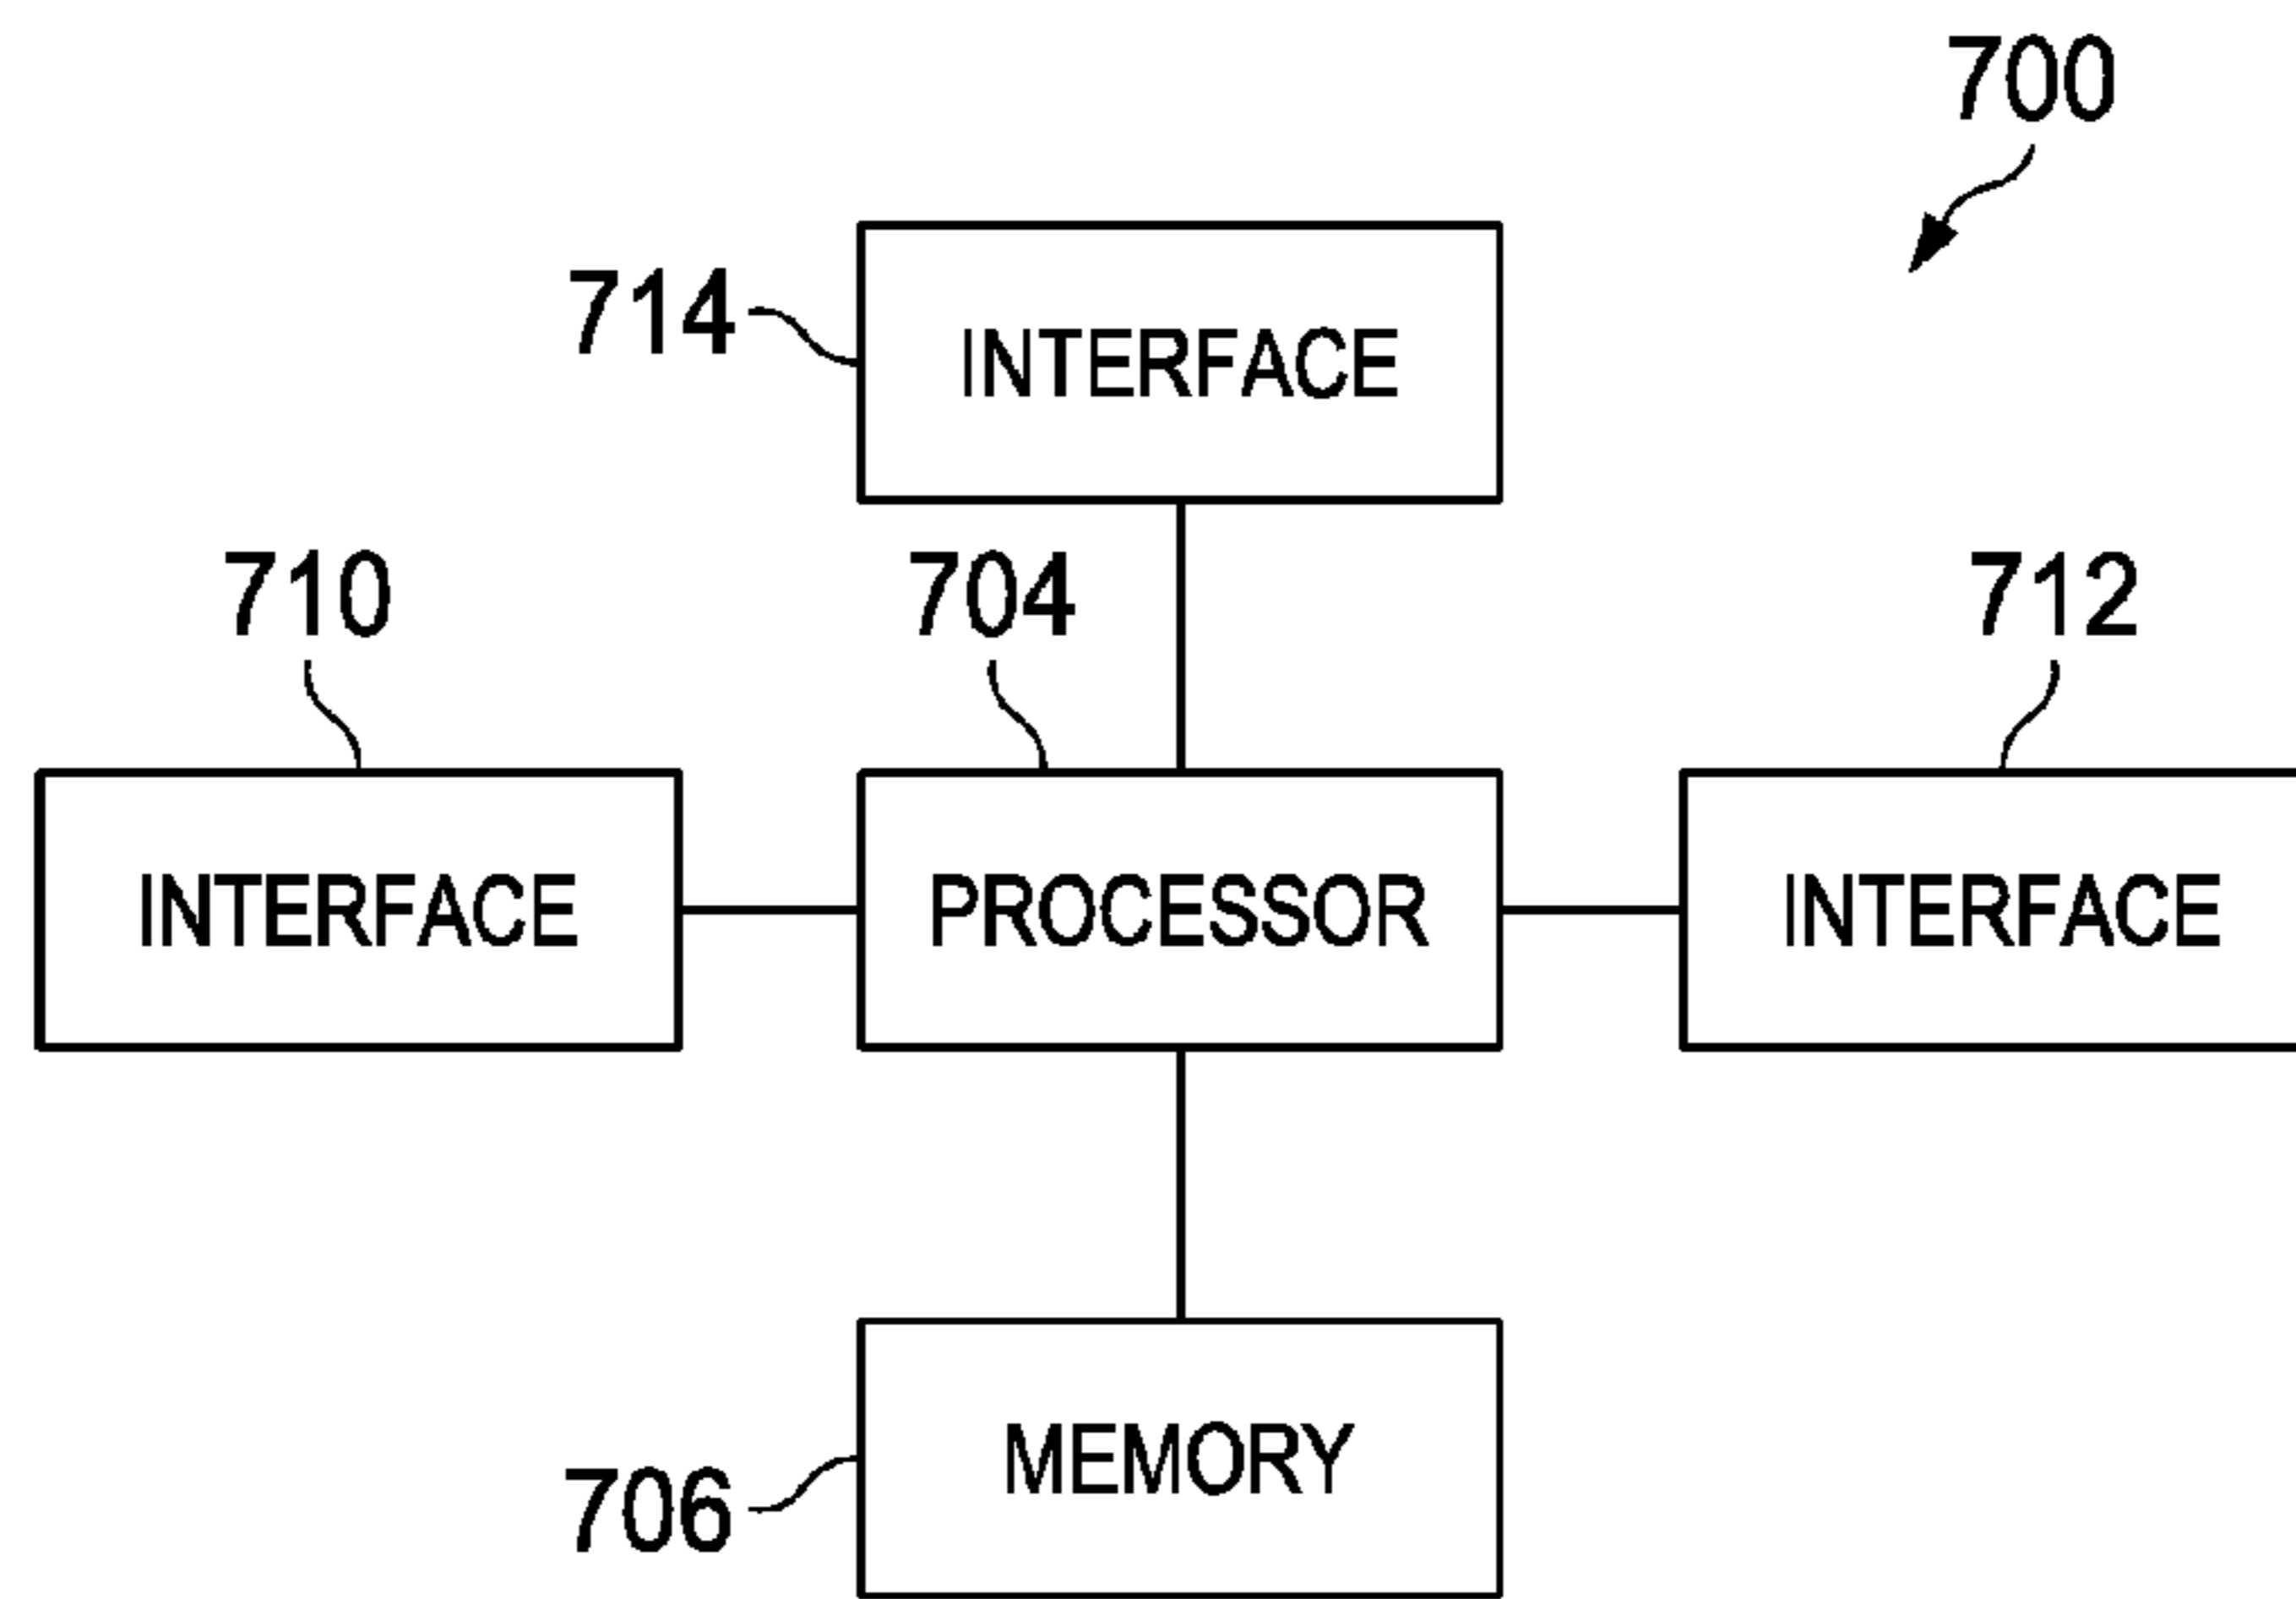 700
714
INTERFACE
710
704
712
INTERFACE
PROCESSOR
INTERFACE
MEMORY
706